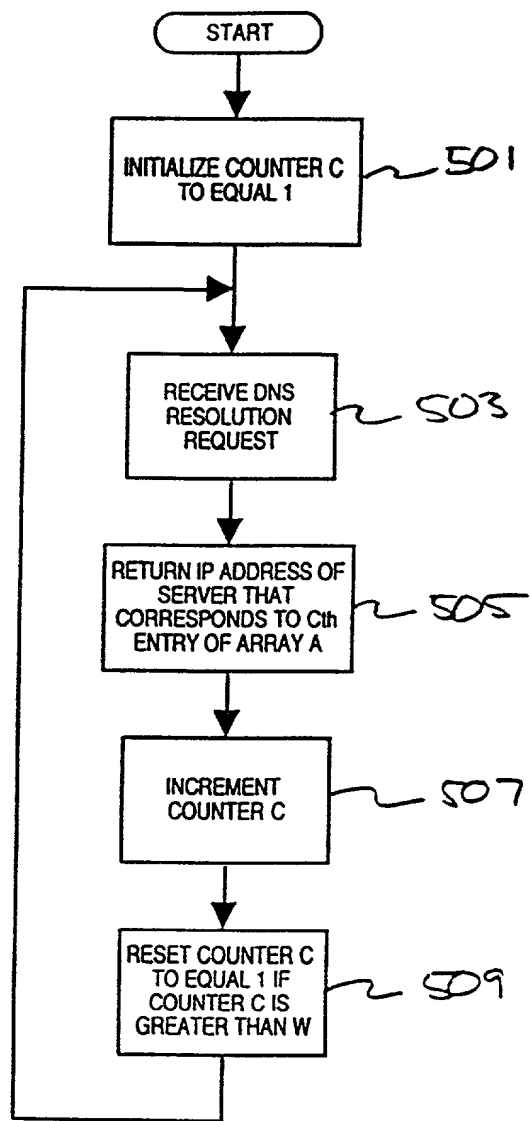 START
INITIALIZE COUNTER C
TO EQUAL 1
501
RECEIVE DNS
RESOLUTION
REQUEST
503
RETURN IP ADDRESS OF
SERVER THAT
CORRESPONDS TO Cth
ENTRY OF ARRAY A
505
INCREMENT
COUNTER C
507
RESET COUNTER C
TO EQUAL 1 IF
COUNTER C IS
GREATER THAN W
509